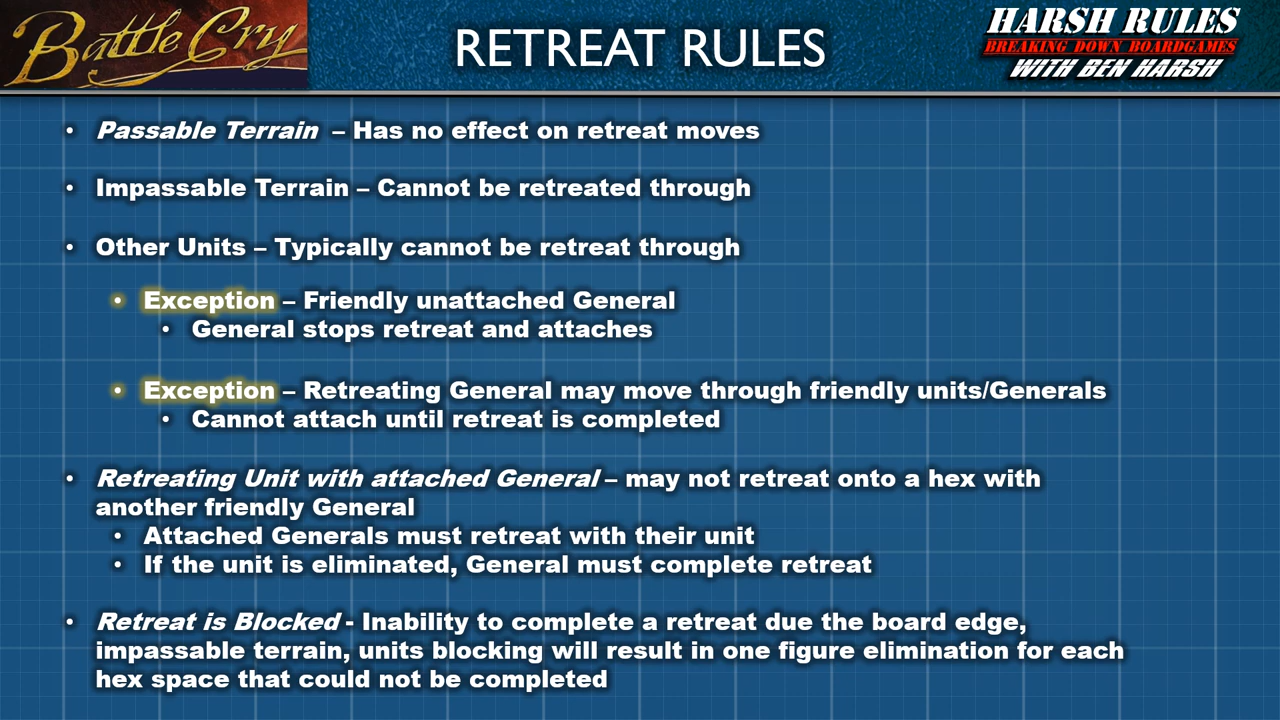 Battle Cry
RETREAT RULES
HARSH RULES
BREAKING DOWN BOARDGAMES
WITH BEN HARSH
• Passable Terrain – Has no effect on retreat moves
• Impassable Terrain – Cannot be retreated through
• Other Units – Typically cannot be retreat through
• Exception – Friendly unattached General
• General stops retreat and attaches
• Exception – Retreating General may move through friendly units/Generals
• Cannot attach until retreat is completed
• Retreating Unit with attached General – may not retreat onto a hex with
another friendly General
• Attached Generals must retreat with their unit
• If the unit is eliminated, General must complete retreat
• Retreat is Blocked - Inability to complete a retreat due the board edge,
impassable terrain, units blocking will result in one figure elimination for each
hex space that could not be completed